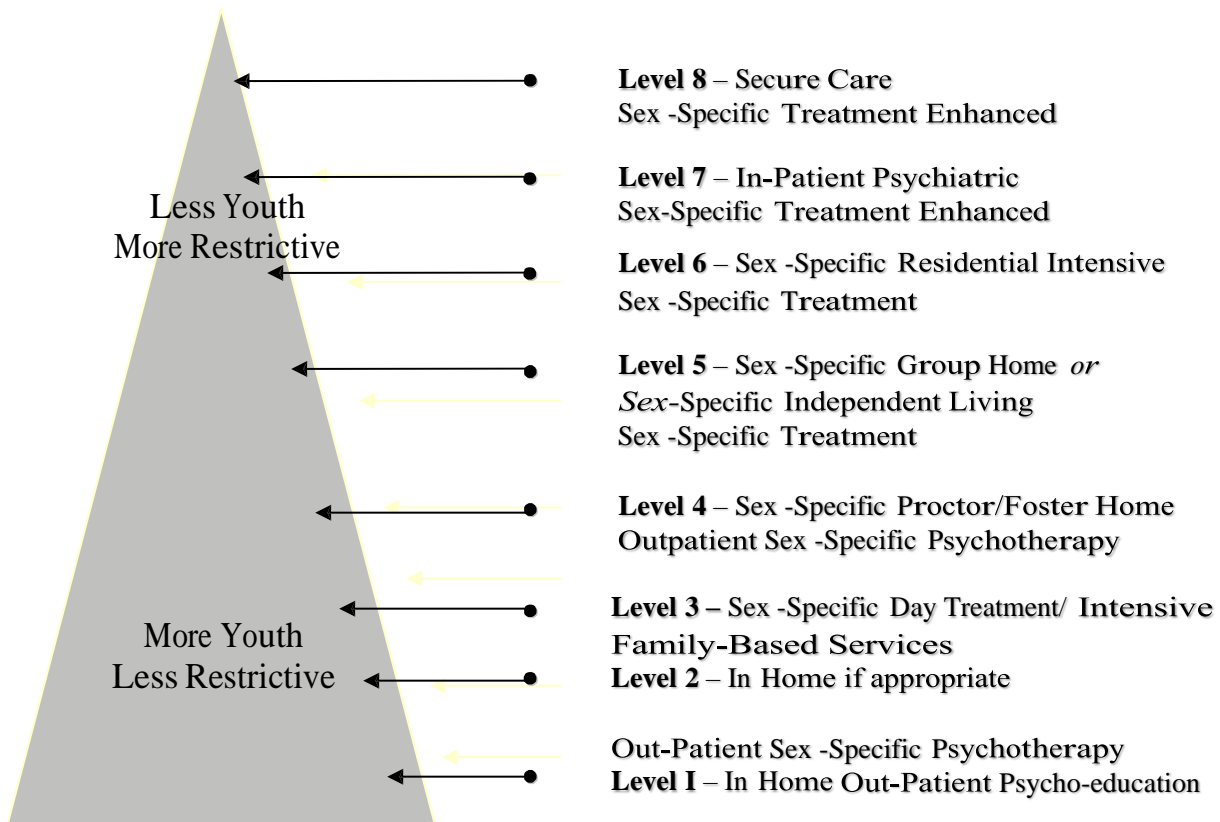 Level 8 – Secure Care
Sex -Specific Treatment Enhanced
Level 7 – In-Patient Psychiatric
Sex-Specific Treatment Enhanced
Less Youth
More Restrictive
Level 6 – Sex -Specific Residential Intensive
Sex -Specific Treatment
Level 5 – Sex -Specific Group Home or
Sex-Specific Independent Living
Sex -Specific Treatment
Level 4 – Sex -Specific Proctor/Foster Home
Outpatient Sex -Specific Psychotherapy
Level 3 – Sex -Specific Day Treatment/ Intensive
Family-Based Services
More Youth
Less Restrictive
Level 2 – In Home if appropriate
Out-Patient Sex -Specific Psychotherapy
Level I – In Home Out-Patient Psycho-education